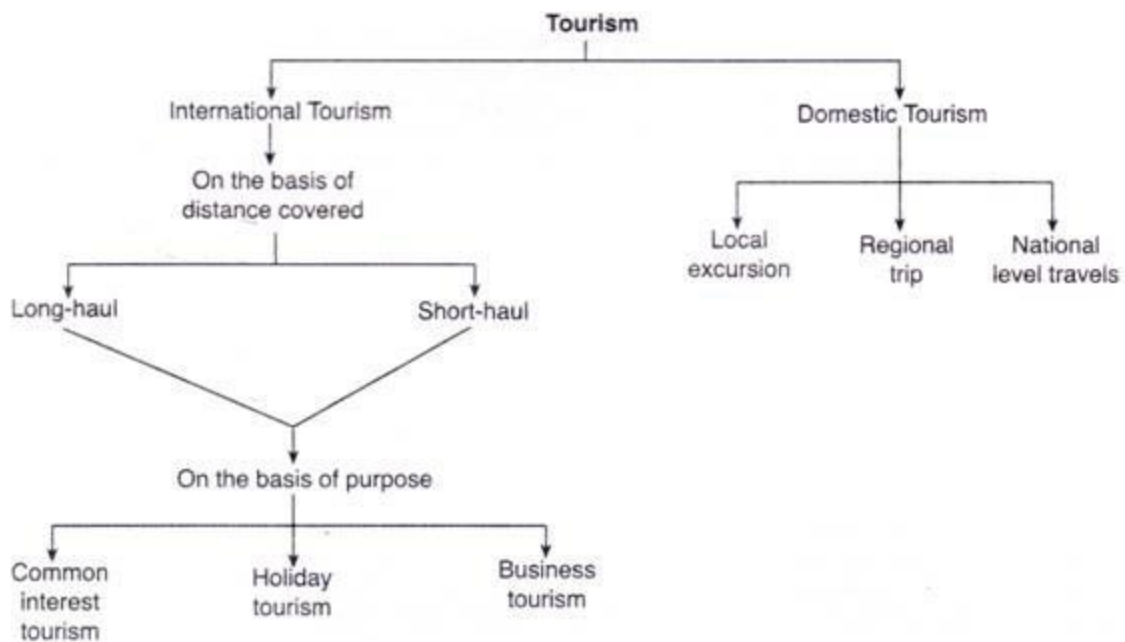 Tourism
International Tourism
Domestic Tourism
On the basis of
distance covered
Local
excursion
Regional
trip
National
level travels
Long-haul
Short-haul
On the basis of purpose
Common
interest
tourism
Holiday
tourism
Business
tourism